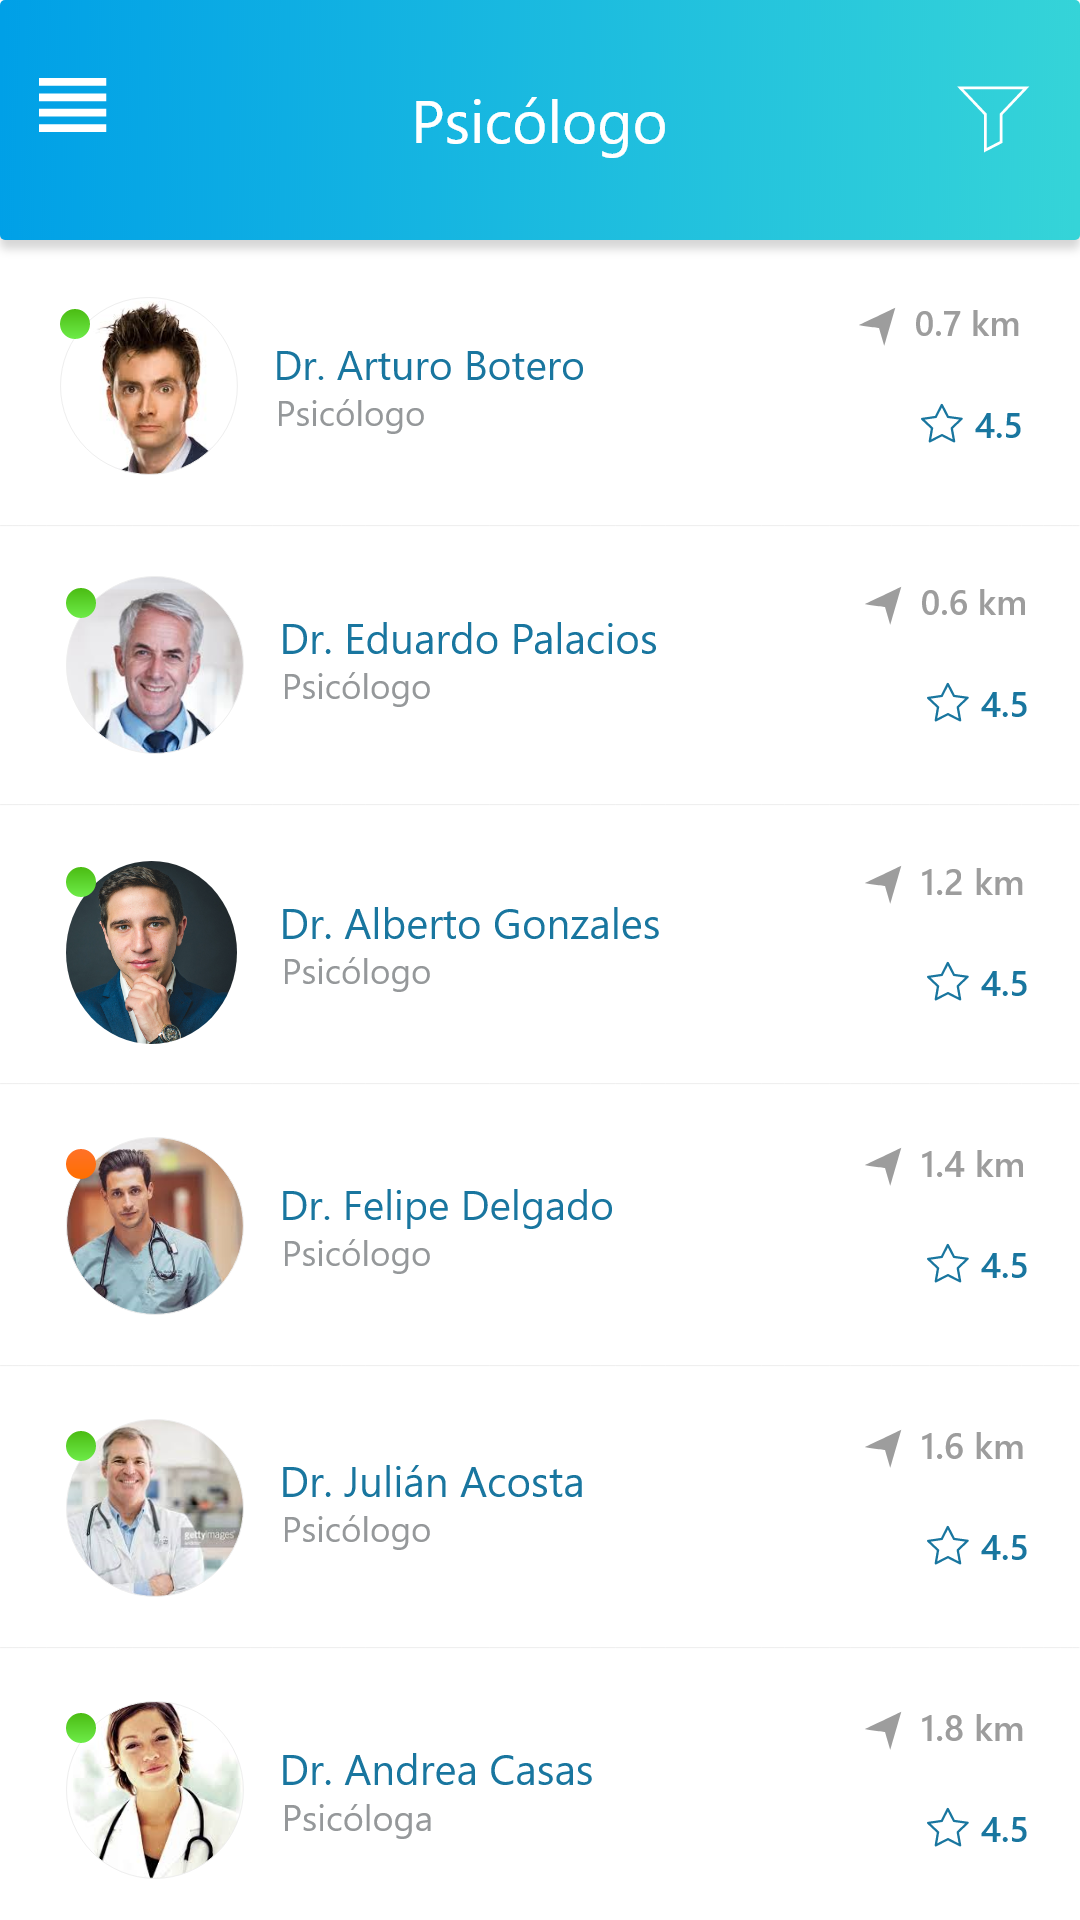 Psicólogo
0.7 km
Dr. Arturo Botero
Psicólogo
4.5
0.6 km
Dr. Eduardo Palacios
Psicólogo
4.5
1.2 km
Dr. Alberto Gonzales
Psicólogo
4.5
1.4 km
Dr. Felipe Delgado
Psicólogo
4.5
1.6 km
Dr. Julián Acosta
Psicólogo
gettyimages
4.5
1.8 km
Dr. Andrea Casas
Psicóloga
4.5